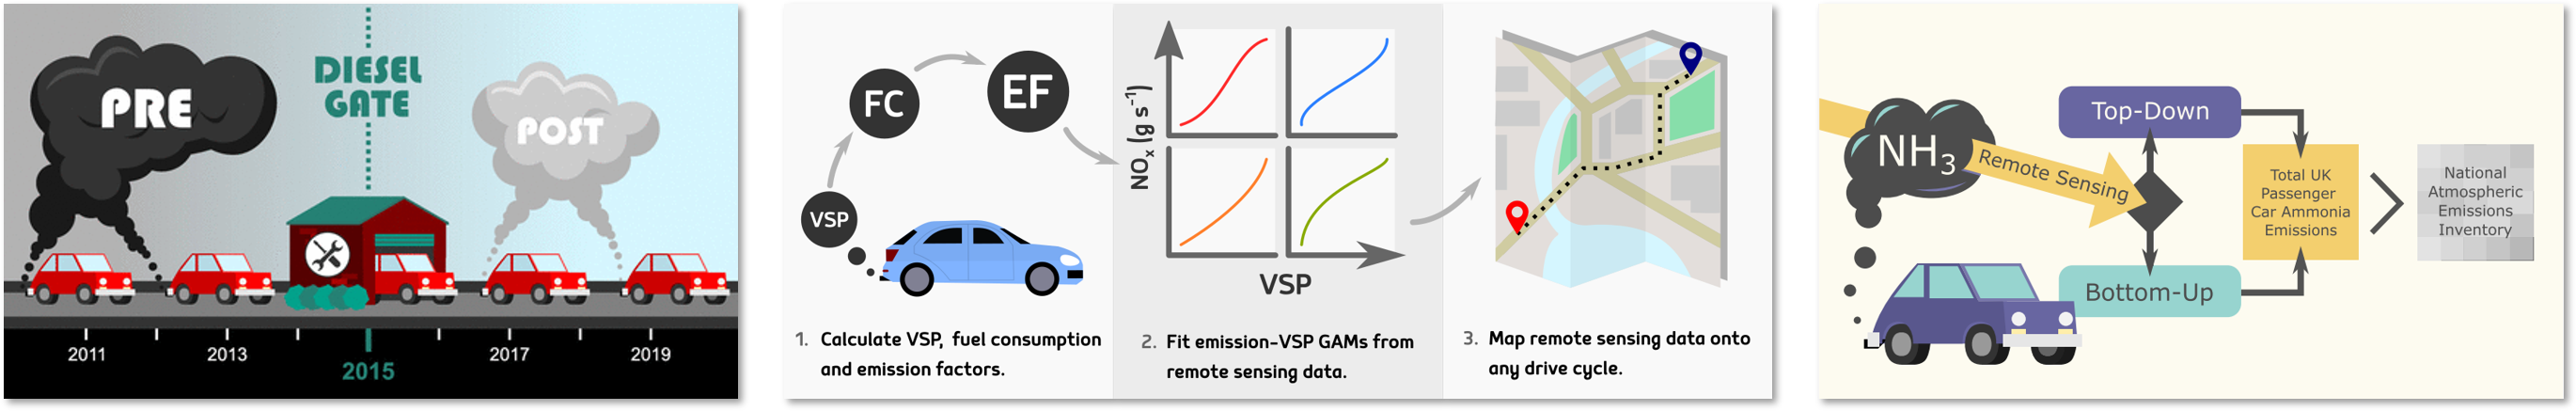 PRE
DIESEL
GATE
POST
2011
2013
2015
2017
2019
VSP
FC
EF
1. Calculate VSP, fuel consumption
and emission factors.
NOx (g s⁻¹)
VSP
2. Fit emission-VSP GAMs from
remote sensing data.
3. Map remote sensing data onto
any drive cycle.
NH₃
Remote Sensing
Top-Down
Bottom-Up
Total UK
Passenger
Car Ammonia
Emissions
National
Atmospheric
Emissions
Inventory